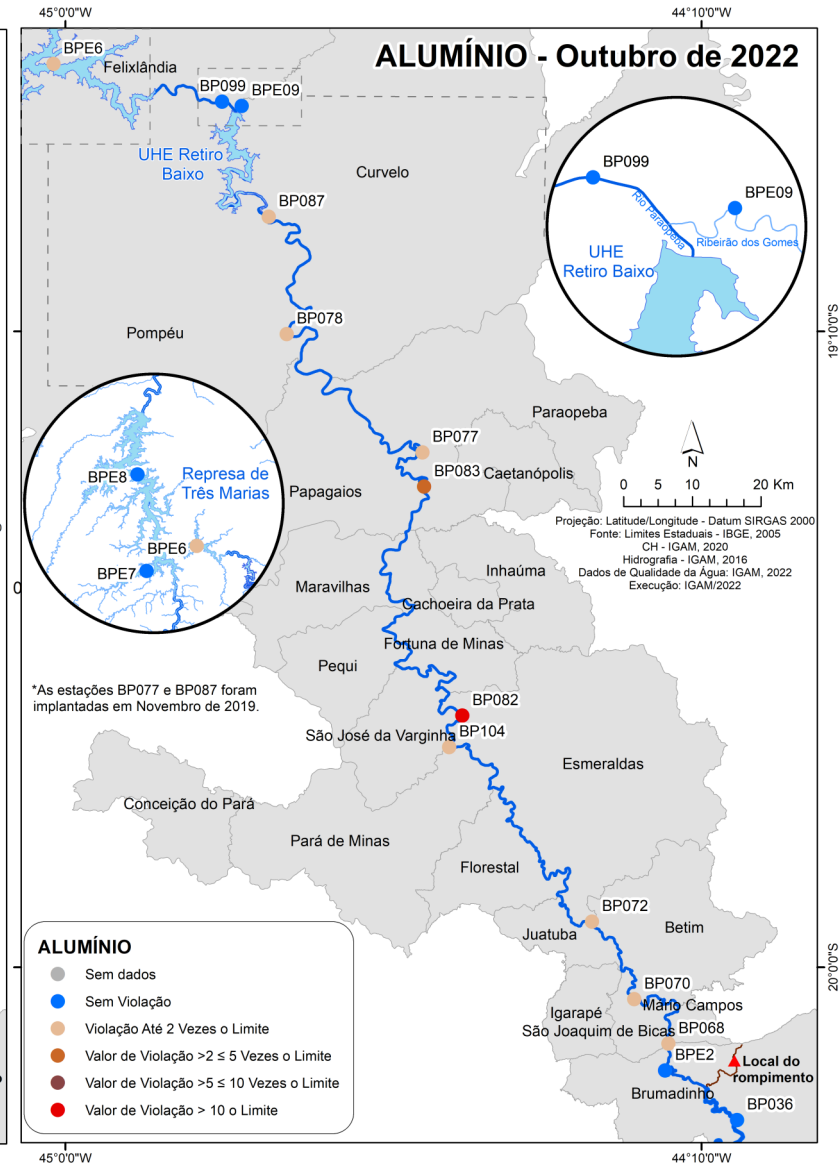 45°0'0"W
44°10'0"W
ALUMÍNIO - Outubro de 2022
BPE6
Felixlândia
BP099
BPE09
UHE Retiro
Baixo
Curvelo
BP087
BP099
BPE09
Rio Paraopeba
Ribeirão dos Gomes
UHE
Retiro Baixo
BP078
Pompéu
19°10'0"S
Paraopeba
BP077
Caetanópolis
BP083
Papagaios
N
0 5 10 20 Km
Projeção: Latitude/Longitude - Datum SIRGAS 2000
Fonte: Limites Estaduais - IBGE, 2005
CH - IGAM, 2020
Hidrografia - IGAM, 2016
Dados de Qualidade da Água: IGAM, 2022
Execução: IGAM/2022
BPE8
Represa de
Três Marias
BPE6
BPE7
Inhaúma
Maravilhas
Cachoeira da Prata
Fortuna de Minas
Pequi
*As estações BP077 e BP087 foram
implantadas em Novembro de 2019.
BP082
São José da Varginha
BP104
Esmeraldas
Conceição do Pará
Pará de Minas
Florestal
BP072
Juatuba
Betim
20°0'0"S
BP070
Mário Campos
Igarapé
São Joaquim de Bicas
BP068
BPE2
Local do
rompimento
Brumadinho
BP036
ALUMÍNIO
Sem dados
Sem Violação
Violação Até 2 Vezes o Limite
Valor de Violação >2 ≤ 5 Vezes o Limite
Valor de Violação >5 ≤ 10 Vezes o Limite
Valor de Violação > 10 o Limite
45°0'0"W
44°10'0"W